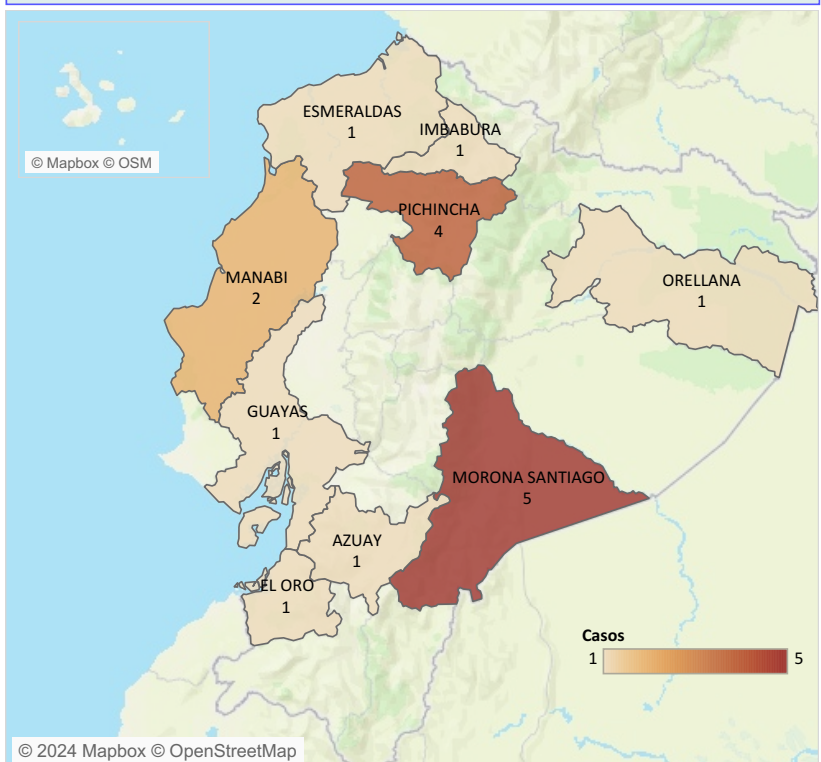 © Mapbox © OSM
ESMERALDAS
1
IMBABURA
1
PICHINCHA
4
MANABI
2
ORELLANA
1
GUAYAS
1
MORONA SANTIAGO
5
AZUAY
1
EL ORO
1
Casos
1 5
© 2024 Mapbox © OpenStreetMap